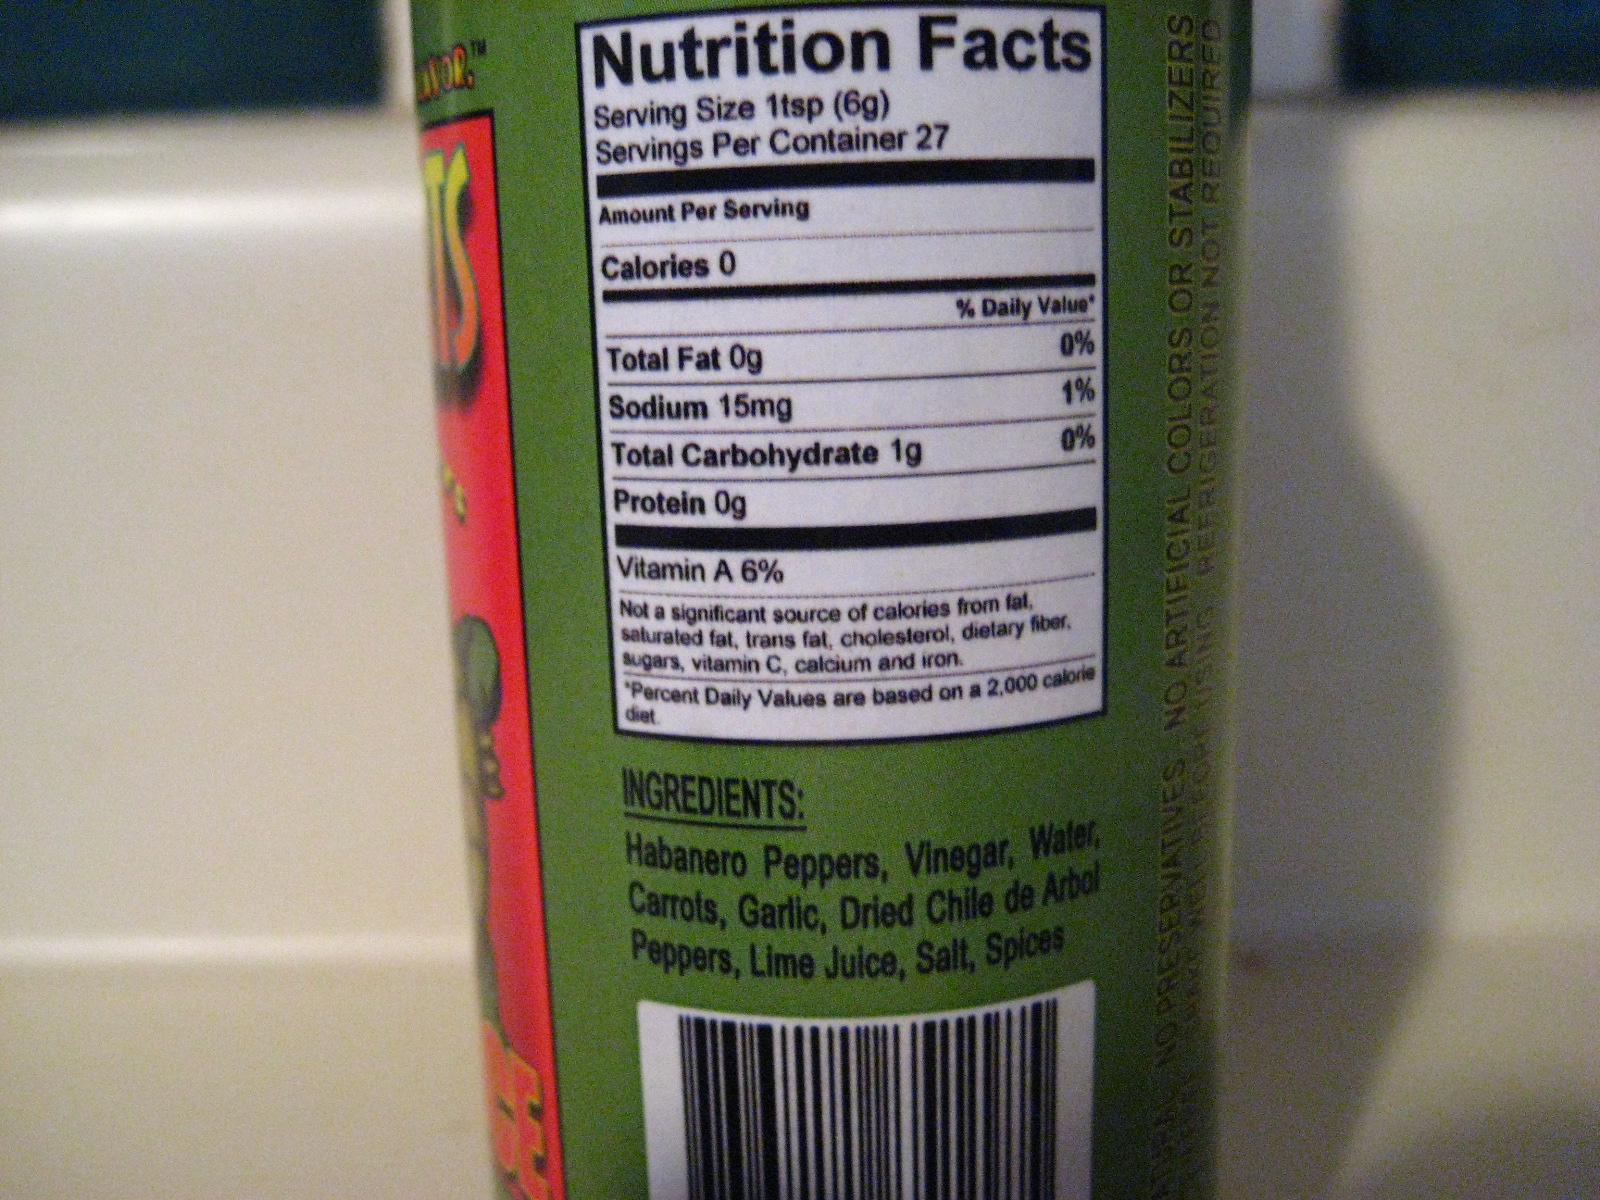 Nutrition Facts
Serving Size 1tsp (6g)
Servings Per Container 27
Amount Per Serving
Calories 0
% Daily Value*
Total Fat 0g 0%
Sodium 15mg 1%
Total Carbohydrate 1g 0%
Protein 0g
Vitamin A 6%
Not a significant source of calories from fat,
saturated fat, trans fat, cholesterol, dietary fiber,
sugars, vitamin C, calcium and iron.
*Percent Daily Values are based on a 2,000 calorie
diet.
INGREDIENTS:
Habanero Peppers, Vinegar, Water,
Carrots, Garlic, Dried Chile de Arbol
Peppers, Lime Juice, Salt, Spices
NO PRESERVATIVES, NO ARTIFICIAL COLORS OR STABILIZERS
BEFORE USING. REFRIGERATION NOT REQUIRED